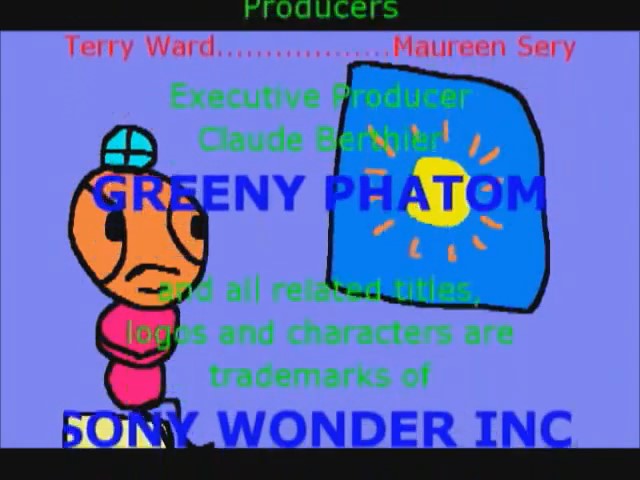 Producers
Terry Ward..................Maureen Sery
Executive Producer
Claude Berthier
GREENY PHATOM
and all related titles,
logos and characters are
trademarks of
SONY WONDER INC